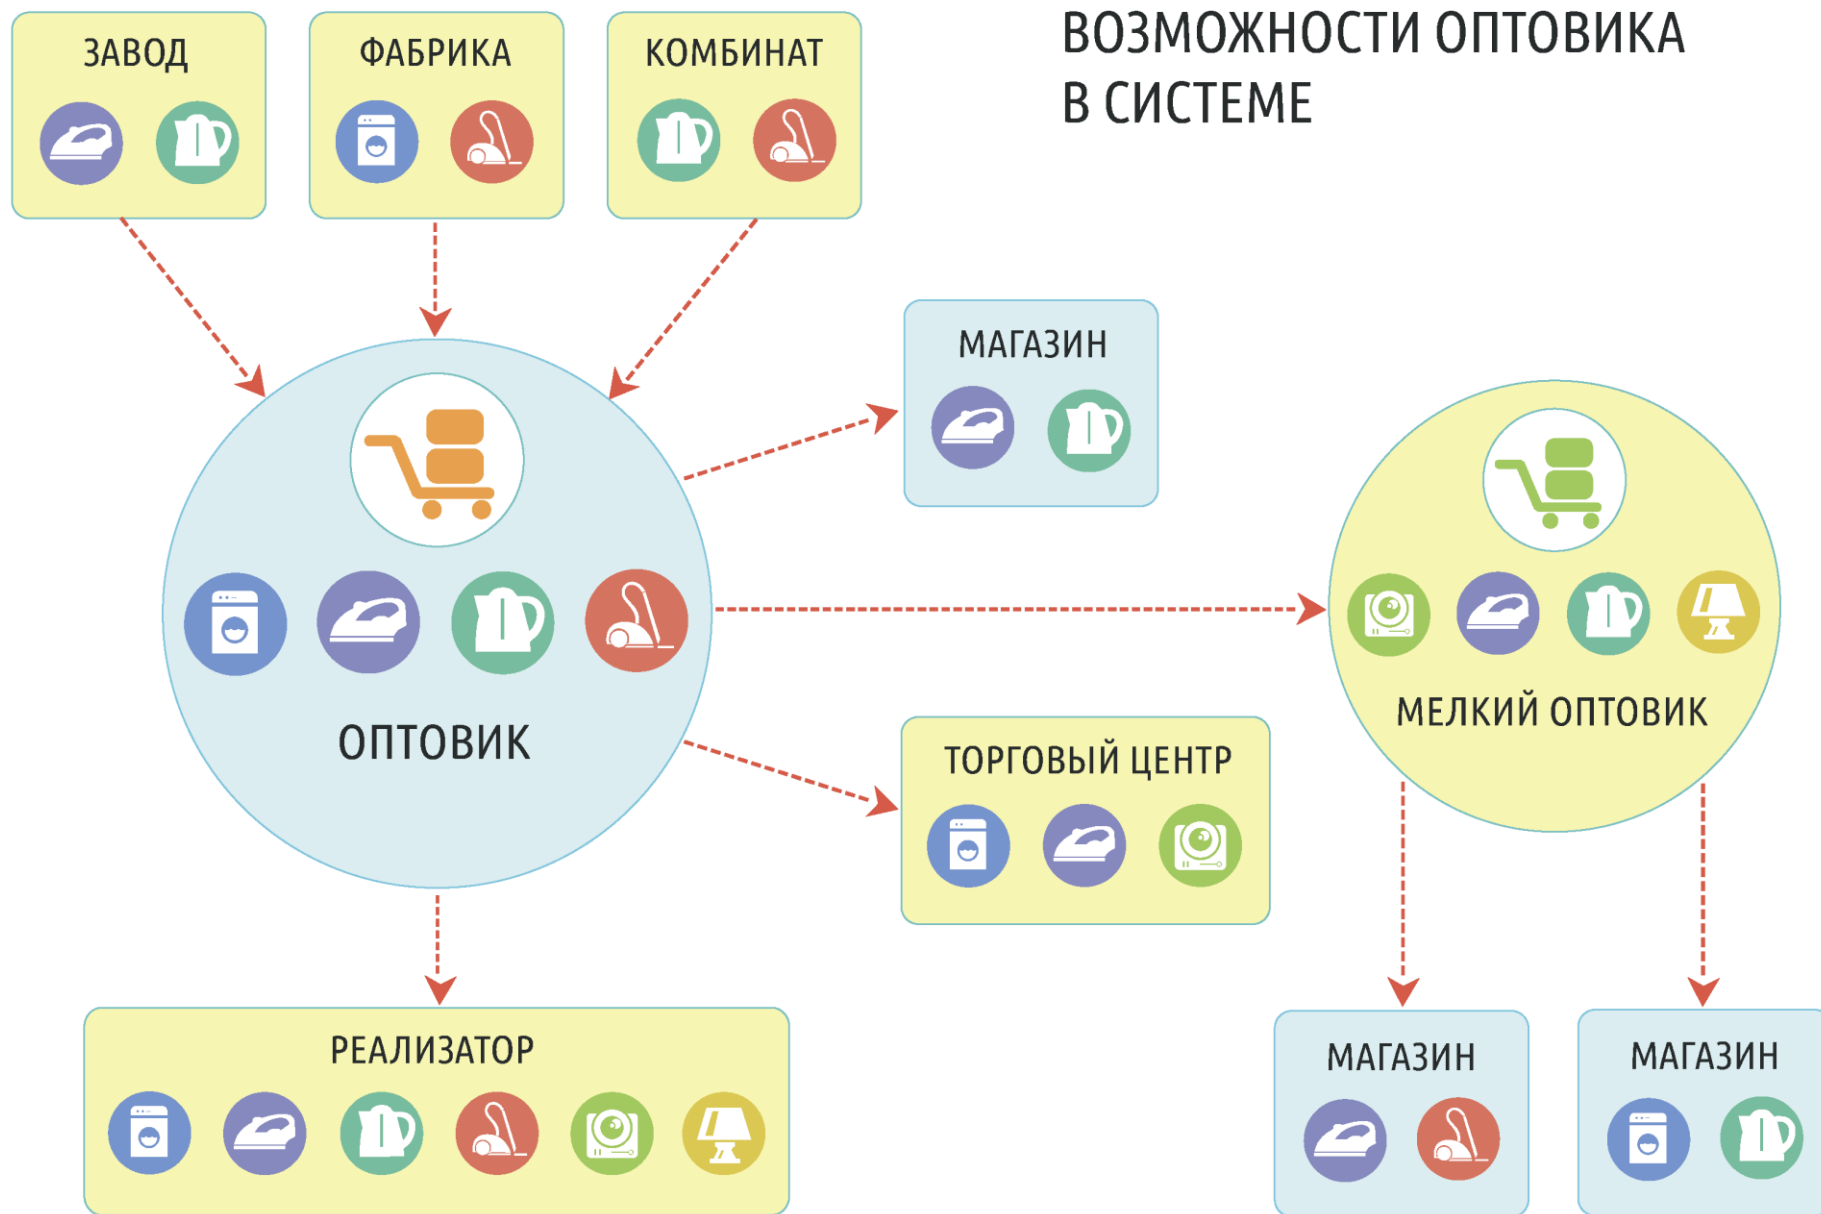 ЗАВОД
ФАБРИКА
КОМБИНАТ
ВОЗМОЖНОСТИ ОПТОВИКА
В СИСТЕМЕ
МАГАЗИН
ОПТОВИК
МЕЛКИЙ ОПТОВИК
ТОРГОВЫЙ ЦЕНТР
РЕАЛИЗАТОР
МАГАЗИН
МАГАЗИН